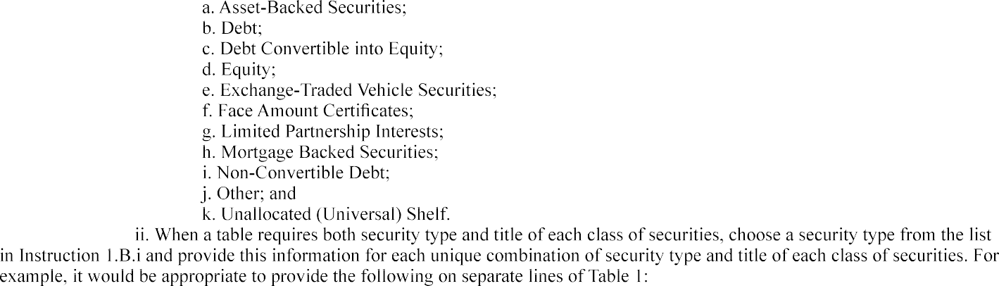 a. Asset-Backed Securities;
b. Debt;
c. Debt Convertible into Equity;
d. Equity;
e. Exchange-Traded Vehicle Securities;
f. Face Amount Certificates;
g. Limited Partnership Interests;
h. Mortgage Backed Securities;
i. Non-Convertible Debt;
j. Other; and
k. Unallocated (Universal) Shelf.
ii. When a table requires both security type and title of each class of securities, choose a security type from the list
in Instruction 1.B.i and provide this information for each unique combination of security type and title of each class of securities. For
example, it would be appropriate to provide the following on separate lines of Table 1: